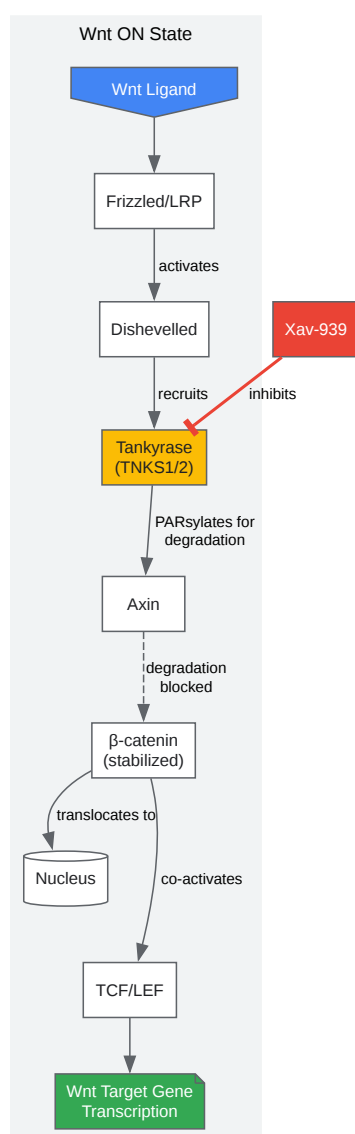 Wnt ON State
Wnt Ligand
Frizzled/LRP
activates
Dishevelled
Xav-939
recruits
inhibits
Tankyrase
(TNKS1/2)
PARsylates for
degradation
Axin
degradation
blocked
β-catenin
(stabilized)
translocates to
Nucleus
co-activates
TCF/LEF
Wnt Target Gene
Transcription